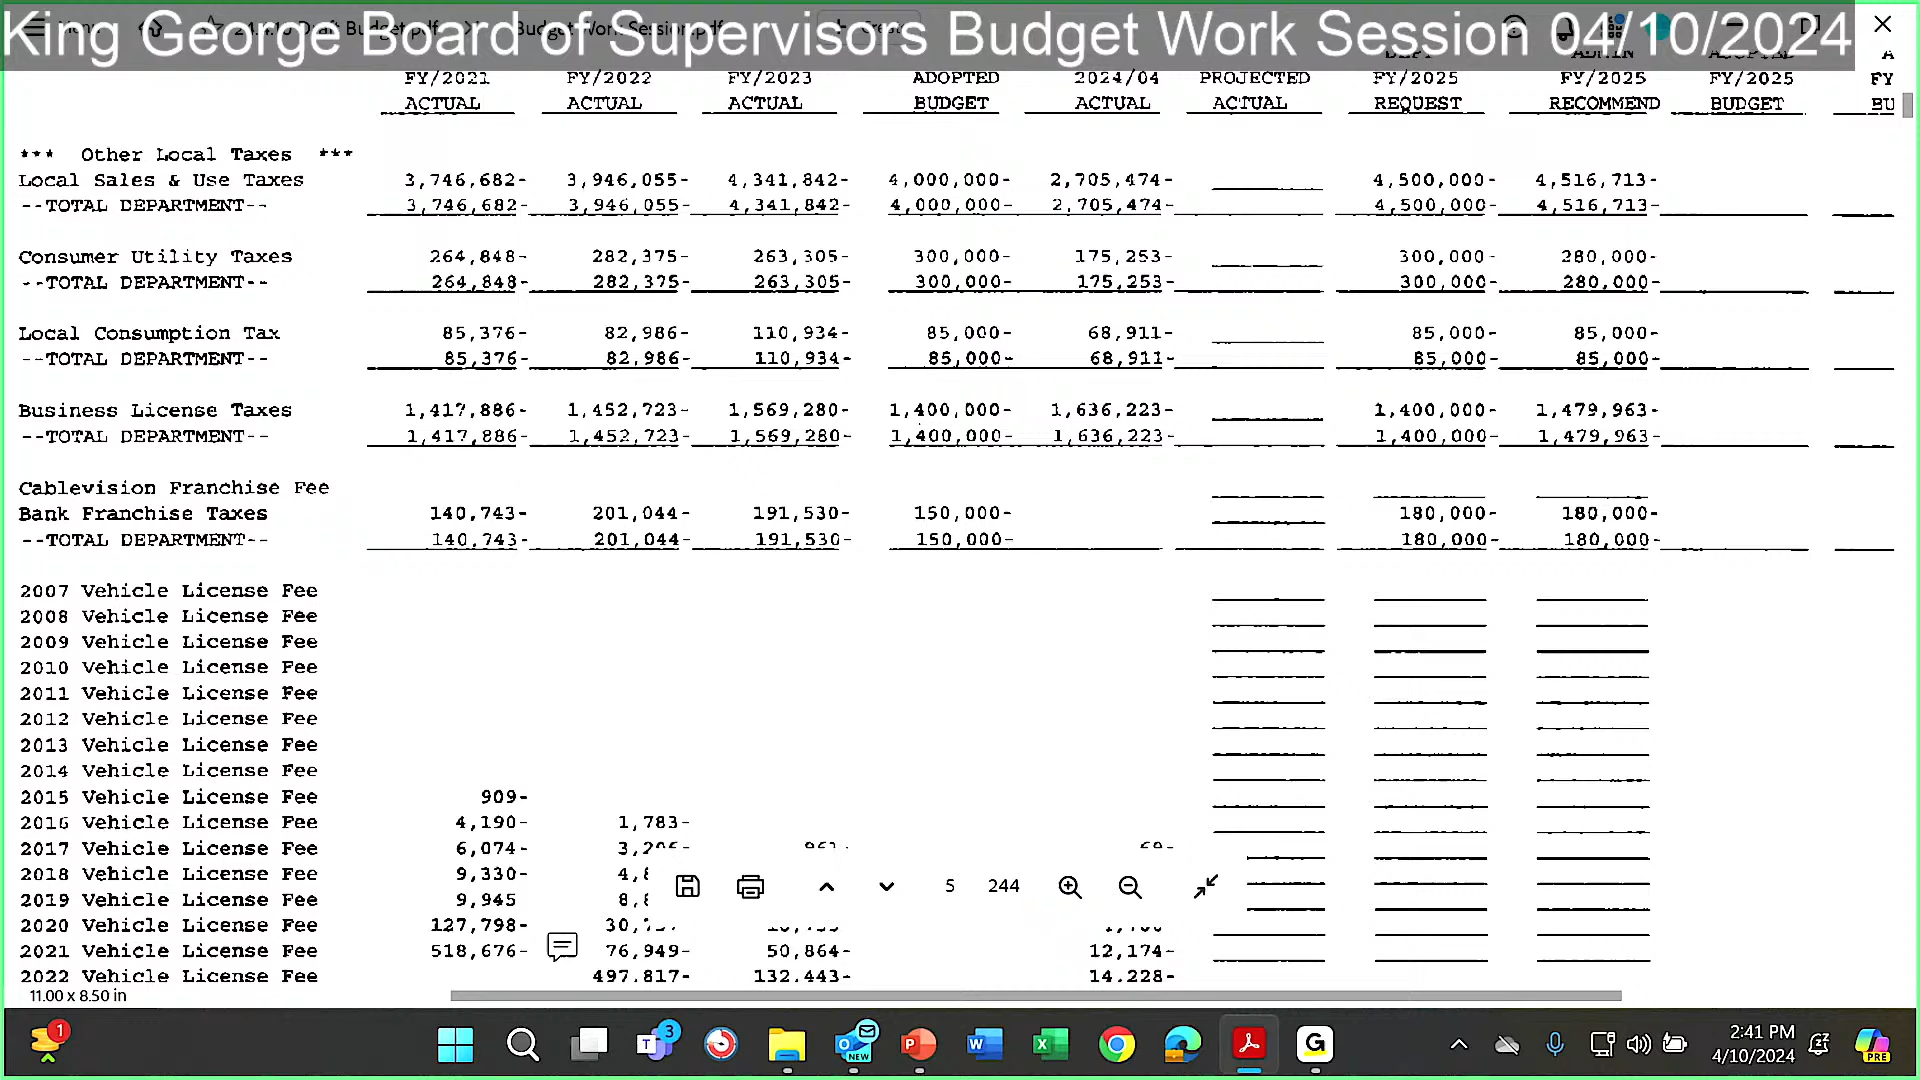 King George Board of Supervisors Budget Work Session 04/10/2024
FY/2021 FY/2022 FY/2023 ADOPTED 2024/04 PROJECTED FY/2025 FY/2025 FY/2025 FY
ACTUAL ACTUAL ACTUAL BUDGET ACTUAL ACTUAL REQUEST RECOMMEND BUDGET BU
*** Other Local Taxes ***
Local Sales & Use Taxes 3,746,682- 3,946,055- 4,341,842- 4,000,000- 2,705,474- 4,500,000- 4,516,713-
--TOTAL DEPARTMENT-- 3,746,682- 3,946,055- 4,341,842- 4,000,000- 2,705,474- 4,500,000- 4,516,713-
Consumer Utility Taxes 264,848- 282,375- 263,305- 300,000- 175,253- 300,000- 280,000-
--TOTAL DEPARTMENT-- 264,848- 282,375- 263,305- 300,000- 175,253- 300,000- 280,000-
Local Consumption Tax 85,376- 82,986- 110,934- 85,000- 68,911- 85,000- 85,000-
--TOTAL DEPARTMENT-- 85,376- 82,986- 110,934- 85,000- 68,911- 85,000- 85,000-
Business License Taxes 1,417,886- 1,452,723- 1,569,280- 1,400,000- 1,636,223- 1,400,000- 1,479,963-
--TOTAL DEPARTMENT-- 1,417,886- 1,452,723- 1,569,280- 1,400,000- 1,636,223- 1,400,000- 1,479,963-
Cablevision Franchise Fee
Bank Franchise Taxes 140,743- 201,044- 191,530- 150,000- 180,000- 180,000-
--TOTAL DEPARTMENT-- 140,743- 201,044- 191,530- 150,000- 180,000- 180,000-
2007 Vehicle License Fee
2008 Vehicle License Fee
2009 Vehicle License Fee
2010 Vehicle License Fee
2011 Vehicle License Fee
2012 Vehicle License Fee
2013 Vehicle License Fee
2014 Vehicle License Fee
2015 Vehicle License Fee 909-
2016 Vehicle License Fee 4,190- 1,783-
2017 Vehicle License Fee 6,074-
2018 Vehicle License Fee 9,330-
2019 Vehicle License Fee 9,945
2020 Vehicle License Fee 127,798-
2021 Vehicle License Fee 518,676- 76,949- 50,864- 12,174-
2022 Vehicle License Fee 497,817- 132,443- 14,228-
5 244
11.00 x 8.50 in
1
3
NEW
2:41 PM
4/10/2024
PRE